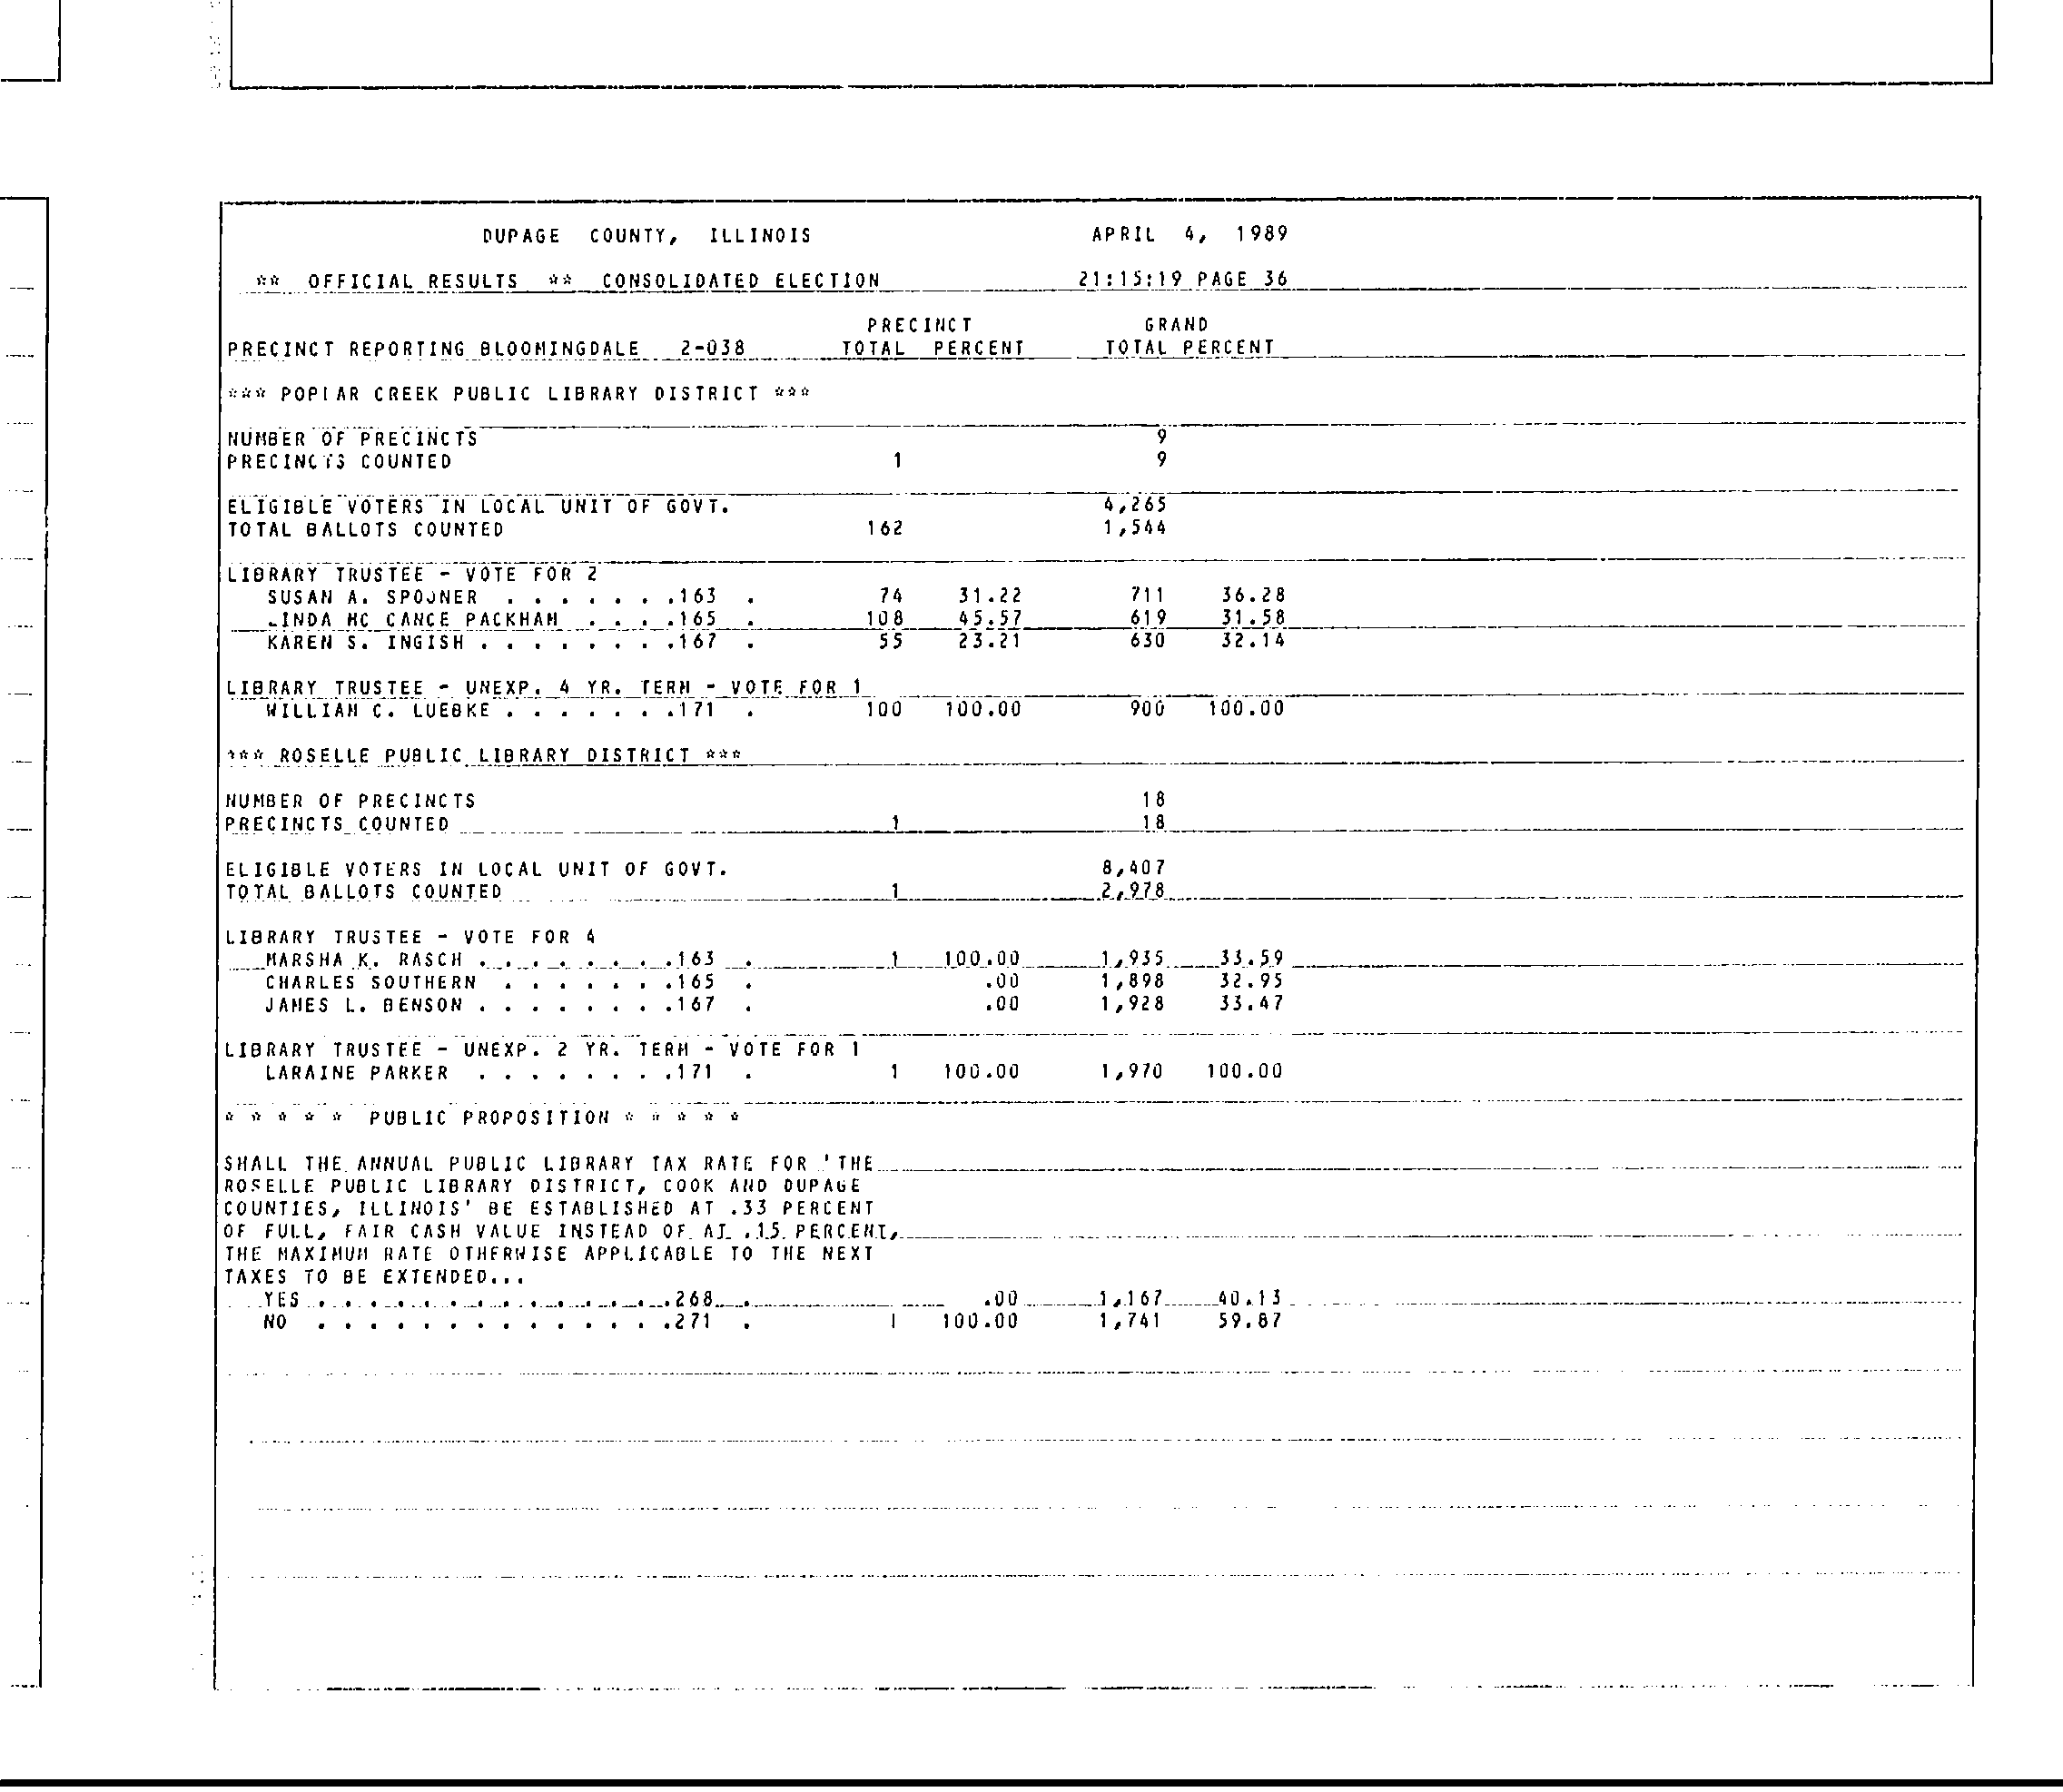 DUPAGE COUNTY, ILLINOIS APRIL 4, 1989
** OFFICIAL RESULTS ** CONSOLIDATED ELECTION 21:15:19 PAGE 36
PRECINCT GRAND
PRECINCT REPORTING BLOOMINGDALE 2-038 TOTAL PERCENT TOTAL PERCENT
*** POPLAR CREEK PUBLIC LIBRARY DISTRICT ***
NUMBER OF PRECINCTS 9
PRECINCTS COUNTED 1 9
ELIGIBLE VOTERS IN LOCAL UNIT OF GOVT. 4,265
TOTAL BALLOTS COUNTED 162 1,544
LIBRARY TRUSTEE - VOTE FOR 2
SUSAN A. SPOONER . . . . . . .163 . 74 31.22 711 36.28
LINDA MC CANCE PACKHAM . . . .165 . 108 45.57 619 31.58
KAREN S. INGISH . . . . . . . .167 . 55 23.21 630 32.14
LIBRARY TRUSTEE - UNEXP. 4 YR. TERM - VOTE FOR 1
WILLIAM C. LUEBKE . . . . . . .171 . 100 100.00 900 100.00
*** ROSELLE PUBLIC LIBRARY DISTRICT ***
NUMBER OF PRECINCTS 18
PRECINCTS COUNTED 1 18
ELIGIBLE VOTERS IN LOCAL UNIT OF GOVT. 8,407
TOTAL BALLOTS COUNTED 1 2,978
LIBRARY TRUSTEE - VOTE FOR 4
MARSHA K. RASCH . . . . . . . .163 . 1 100.00 1,935 33.59
CHARLES SOUTHERN . . . . . . .165 . .00 1,898 32.95
JAMES L. BENSON . . . . . . . .167 . .00 1,928 33.47
LIBRARY TRUSTEE - UNEXP. 2 YR. TERM - VOTE FOR 1
LARAINE PARKER . . . . . . . .171 . 1 100.00 1,970 100.00
* * * * * PUBLIC PROPOSITION * * * * *
SHALL THE ANNUAL PUBLIC LIBRARY TAX RATE FOR 'THE
ROSELLE PUBLIC LIBRARY DISTRICT, COOK AND DUPAGE
COUNTIES, ILLINOIS' BE ESTABLISHED AT .33 PERCENT
OF FULL, FAIR CASH VALUE INSTEAD OF AT .15 PERCENT,
THE MAXIMUM RATE OTHERWISE APPLICABLE TO THE NEXT
TAXES TO BE EXTENDED...
YES . . . . . . . . . . . . . .268 . .00 1,167 40.13
NO . . . . . . . . . . . . . .271 . 1 100.00 1,741 59.87